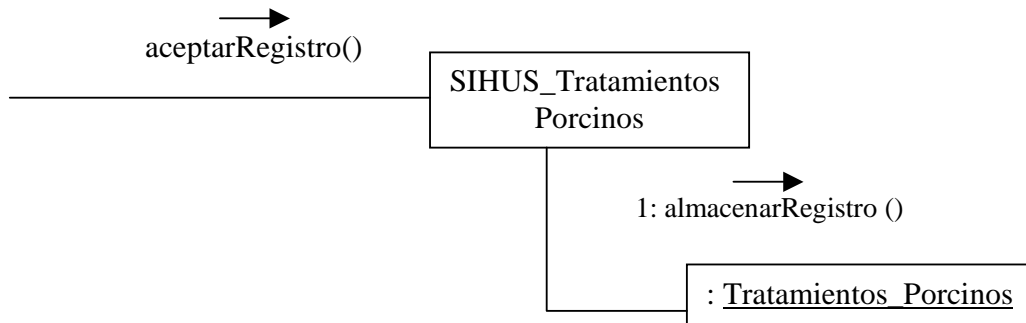 aceptarRegistro()
SIHUS_Tratamientos
Porcinos
1: almacenarRegistro ()
: Tratamientos_Porcinos